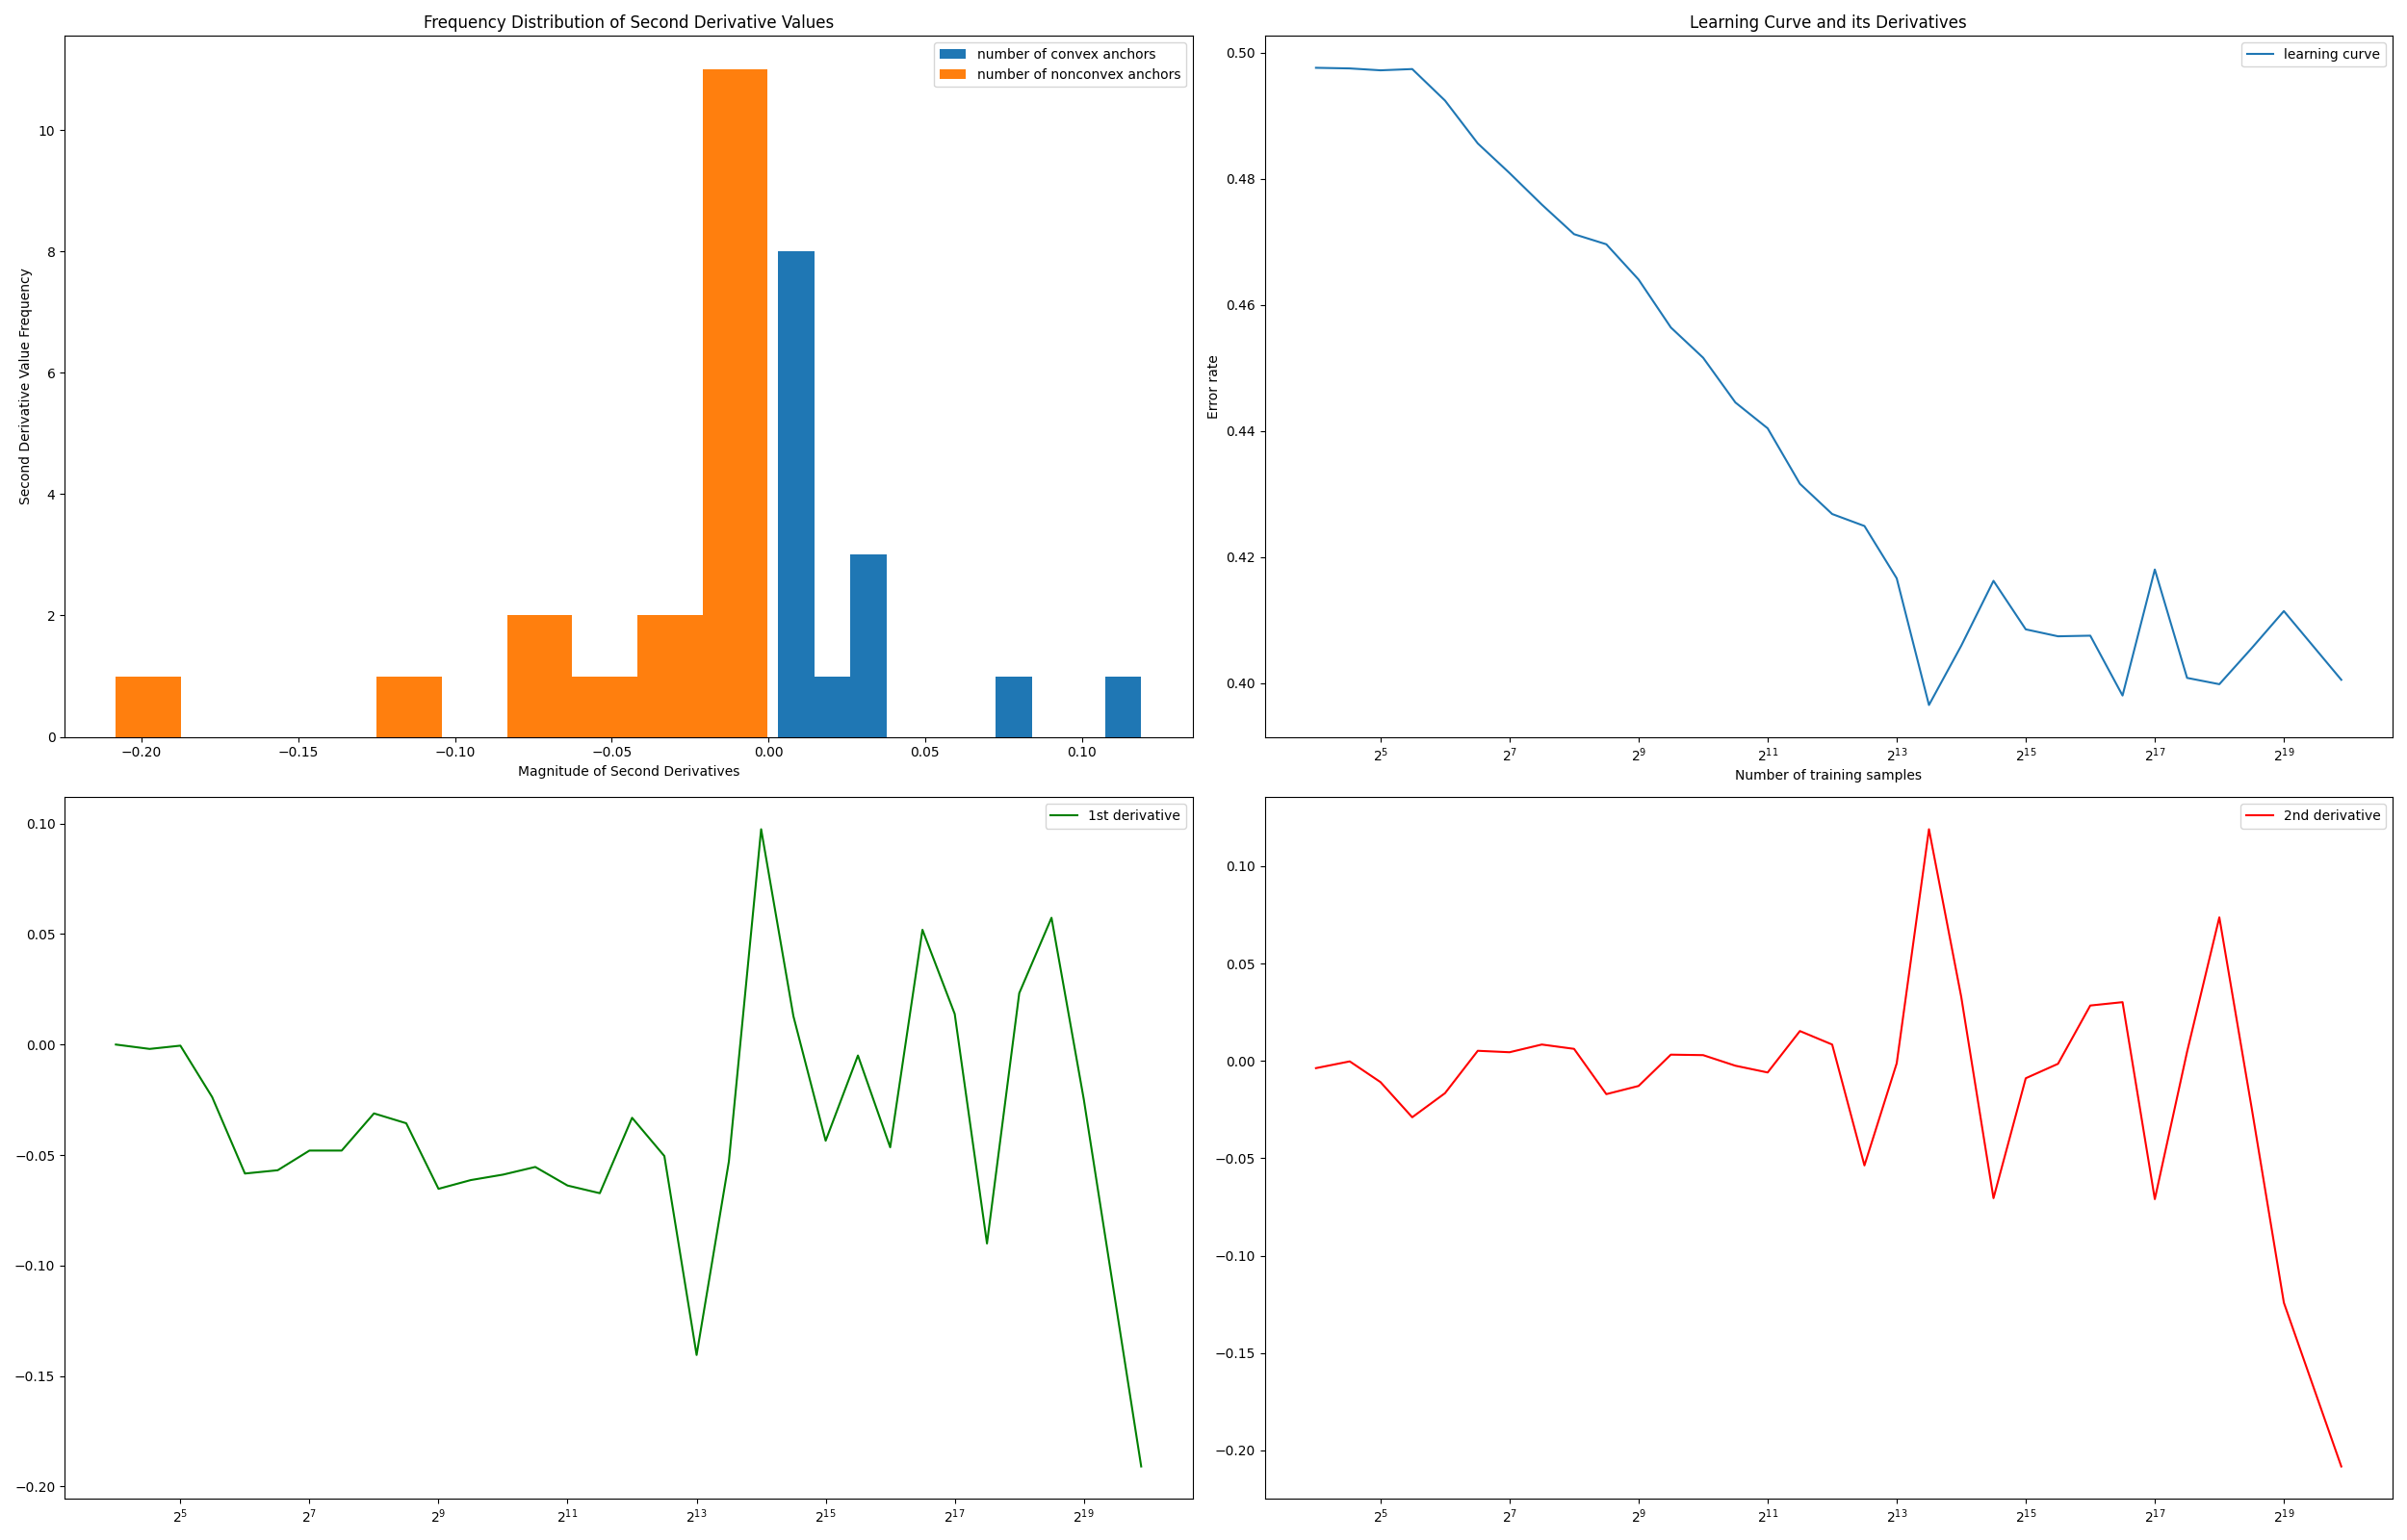 Frequency Distribution of Second Derivative Values
number of convex anchors
number of nonconvex anchors
Second Derivative Value Frequency
10
8
6
4
2
0
−0.20 −0.15 −0.10 −0.05 0.00 0.05 0.10
Magnitude of Second Derivatives
Learning Curve and its Derivatives
learning curve
Error rate
0.50
0.48
0.46
0.44
0.42
0.40
2^5 2^7 2^9 2^11 2^13 2^15 2^17 2^19
Number of training samples
1st derivative
0.10
0.05
0.00
−0.05
−0.10
−0.15
−0.20
2^5 2^7 2^9 2^11 2^13 2^15 2^17 2^19
2nd derivative
0.10
0.05
0.00
−0.05
−0.10
−0.15
−0.20
2^5 2^7 2^9 2^11 2^13 2^15 2^17 2^19